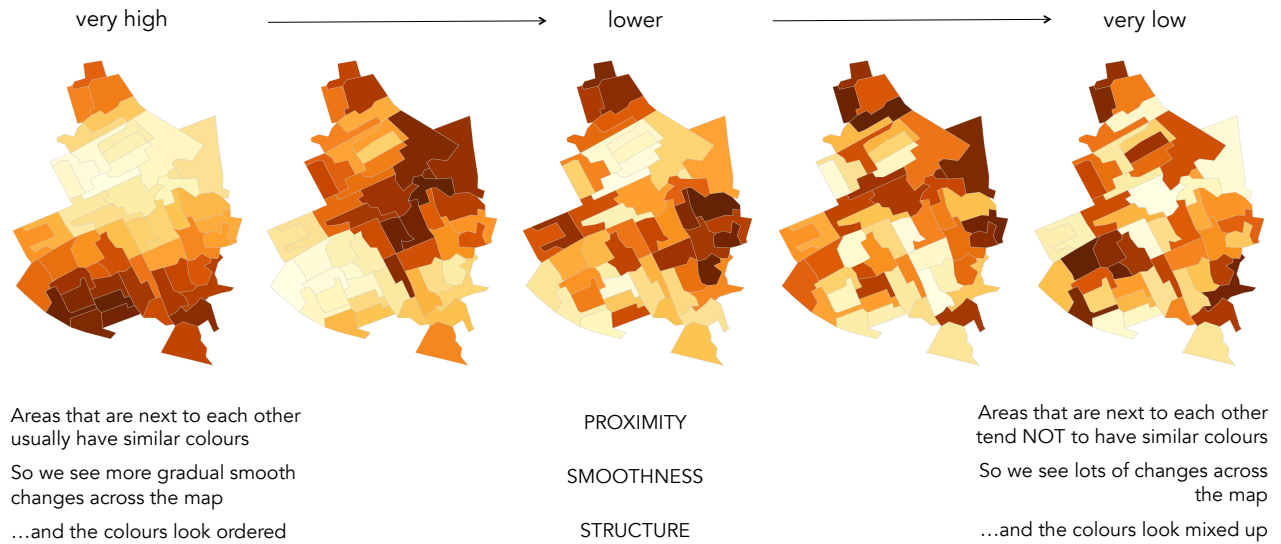 very high
lower
very low
Areas that are next to each other
usually have similar colours
PROXIMITY
Areas that are next to each other
tend NOT to have similar colours
So we see more gradual smooth
changes across the map
SMOOTHNESS
So we see lots of changes across
the map
…and the colours look ordered
STRUCTURE
…and the colours look mixed up